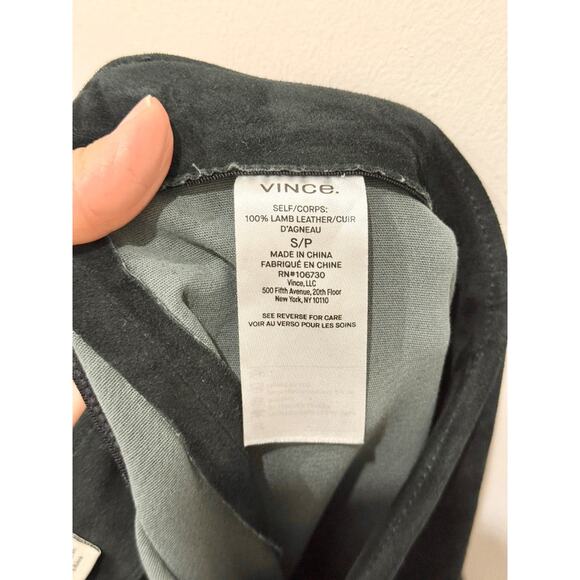 VINCE.
SELF/CORPS:
100% LAMB LEATHER/CUIR
D'AGNEAU
S/P
MADE IN CHINA
FABRIQUÉ EN CHINE
RN#106730
Vince, LLC
500 Fifth Avenue, 20th Floor
New York, NY 10110
SEE REVERSE FOR CARE
VOIR AU VERSO POUR LES SOINS